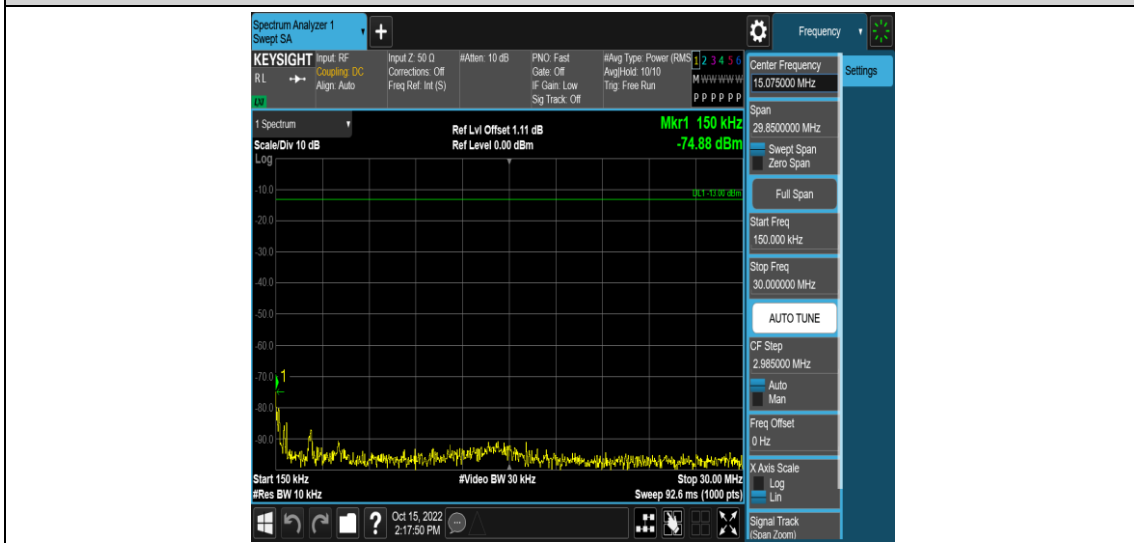 Spectrum Analyzer 1
Swept SA
+
Frequency
KEYSIGHT
RL
Input: RF
Coupling: DC
Align: Auto
Input Z: 50 Ω
Corrections: Off
Freq Ref: Int (S)
#Atten: 10 dB
PNO: Fast
Gate: Off
IF Gain: Low
Sig Track: Off
#Avg Type: Power (RMS
Avg|Hold: 10/10
Trig: Free Run
1 2 3 4 5 6
M W W W W W
P P P P P P
1 Spectrum
Scale/Div 10 dB
Log
Ref Lvl Offset 1.11 dB
Ref Level 0.00 dBm
Mkr1 150 kHz
-74.88 dBm
DL1 -13.00 dBm
-10.0
-20.0
-30.0
-40.0
-50.0
-60.0
-70.0
-80.0
-90.0
1
Start 150 kHz
#Res BW 10 kHz
#Video BW 30 kHz
Stop 30.00 MHz
Sweep 92.6 ms (1000 pts)
Center Frequency
15.075000 MHz
Settings
Span
29.8500000 MHz
Swept Span
Zero Span
Full Span
Start Freq
150.000 kHz
Stop Freq
30.000000 MHz
AUTO TUNE
CF Step
2.985000 MHz
Auto
Man
Freq Offset
0 Hz
X Axis Scale
Log
Lin
Signal Track
(Span Zoom)
?
Oct 15, 2022
2:17:50 PM